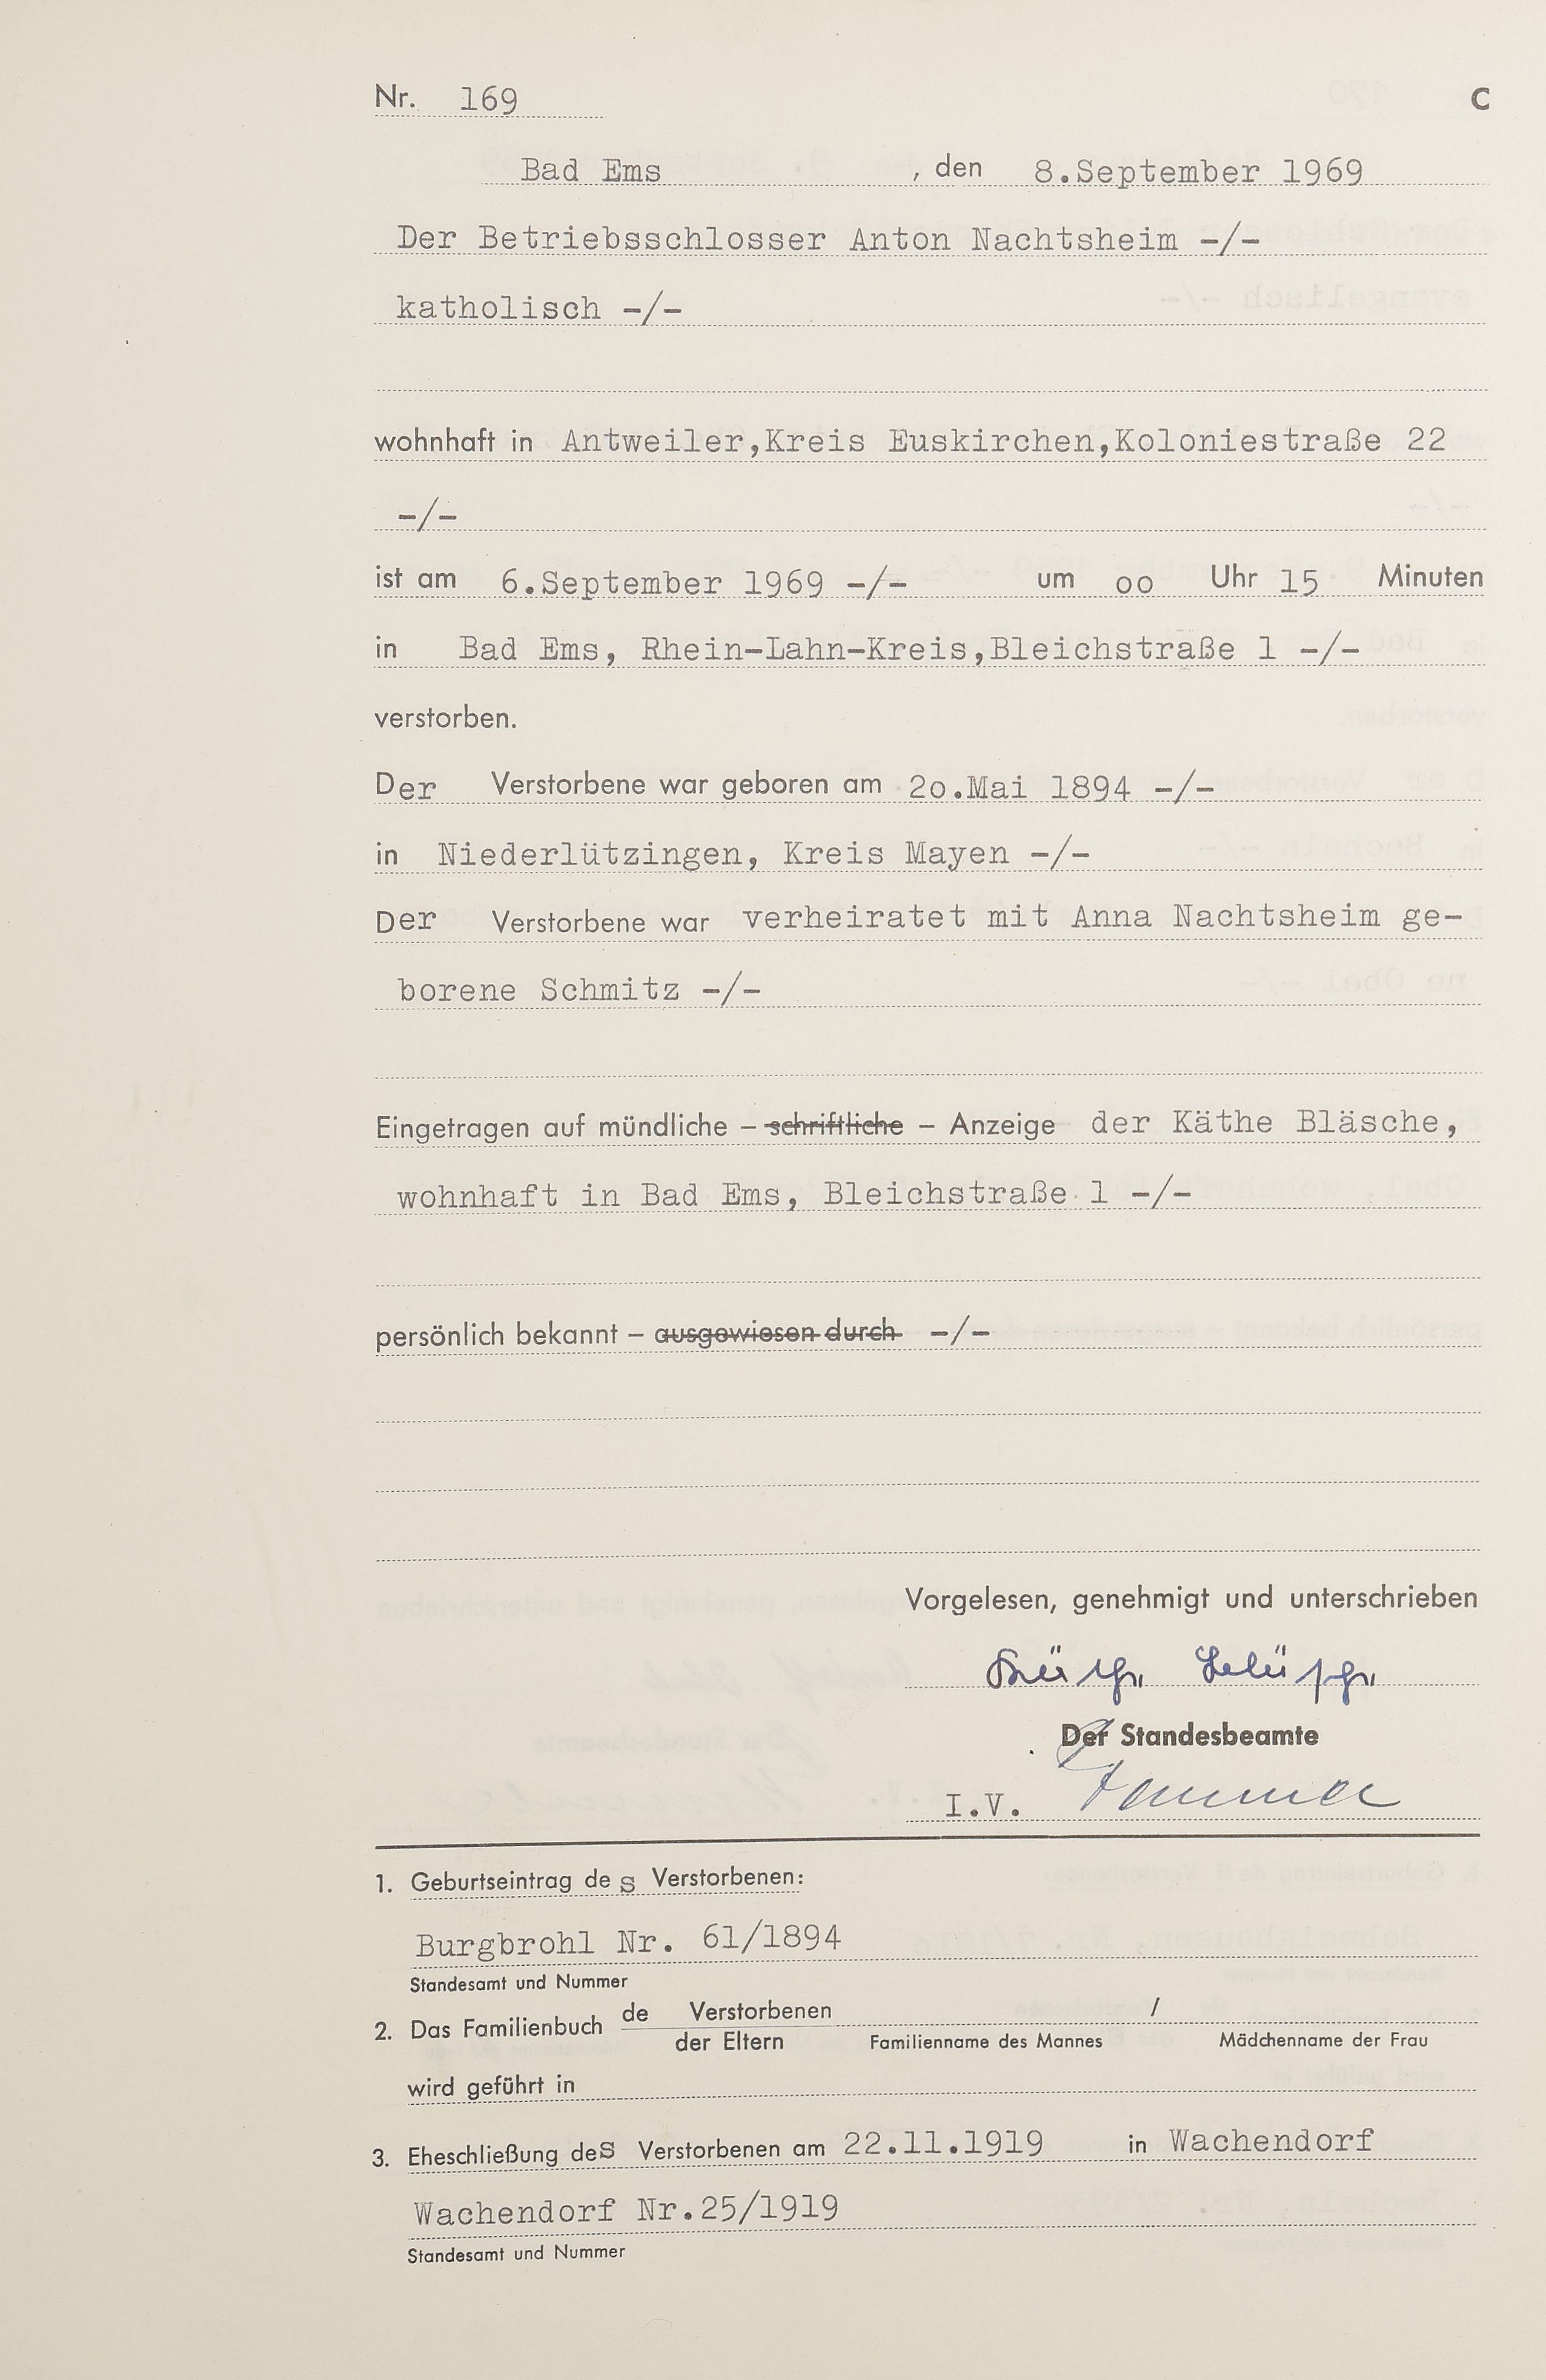 Nr. 169 C
Bad Ems , den 8.September 1969
Der Betriebsschlosser Anton Nachtsheim -/-
katholisch -/-
wohnhaft in Antweiler,Kreis Euskirchen,Koloniestraße 22
-/-
ist am 6.September 1969 -/- um oo Uhr 15 Minuten
in Bad Ems, Rhein-Lahn-Kreis,Bleichstraße 1 -/-
verstorben.
Der Verstorbene war geboren am 2o.Mai 1894 -/-
in Niederlützingen, Kreis Mayen -/-
Der Verstorbene war verheiratet mit Anna Nachtsheim ge-
borene Schmitz -/-
Eingetragen auf mündliche - schriftliche - Anzeige der Käthe Bläsche,
wohnhaft in Bad Ems, Bleichstraße 1 -/-
persönlich bekannt - ausgewiesen durch -/-
Vorgelesen, genehmigt und unterschrieben
Käthe Bläsche
Der Standesbeamte
I.V.
1. Geburtseintrag des Verstorbenen:
Burgbrohl Nr. 61/1894
Standesamt und Nummer
2. Das Familienbuch de Verstorbenen /
der Eltern Familienname des Mannes Mädchenname der Frau
wird geführt in
3. Eheschließung des Verstorbenen am 22.11.1919 in Wachendorf
Wachendorf Nr.25/1919
Standesamt und Nummer